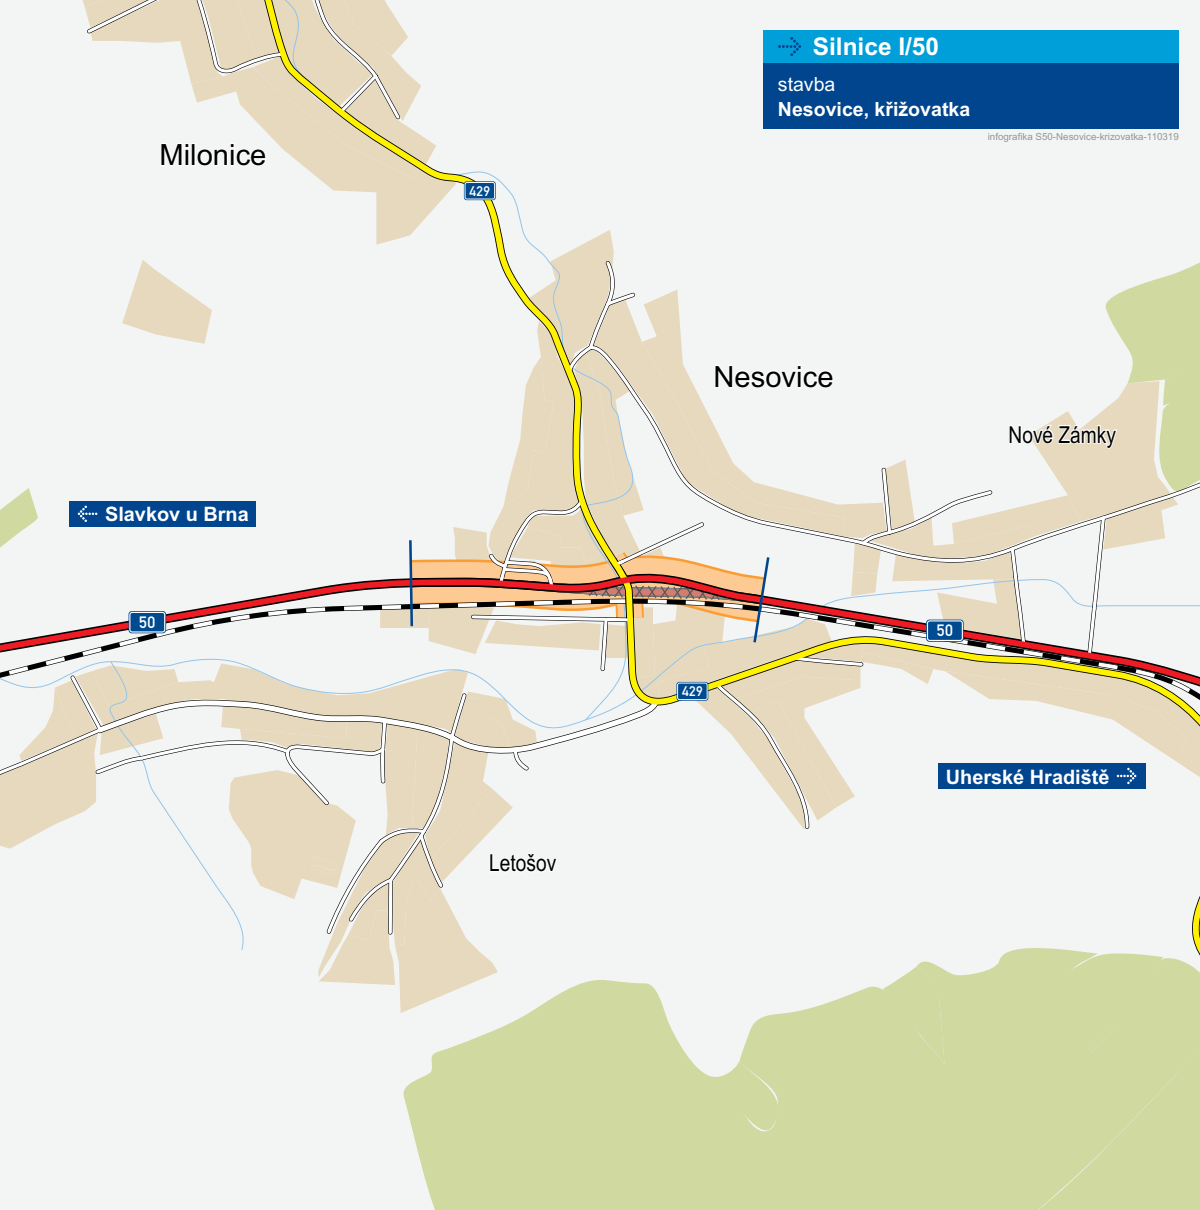 Silnice I/50
stavba
Nesovice, křižovatka
infografika S50-Nesovice-krizovatka-110319
Milonice
429
Nesovice
Nové Zámky
Slavkov u Brna
50
50
429
Uherské Hradiště
Letošov